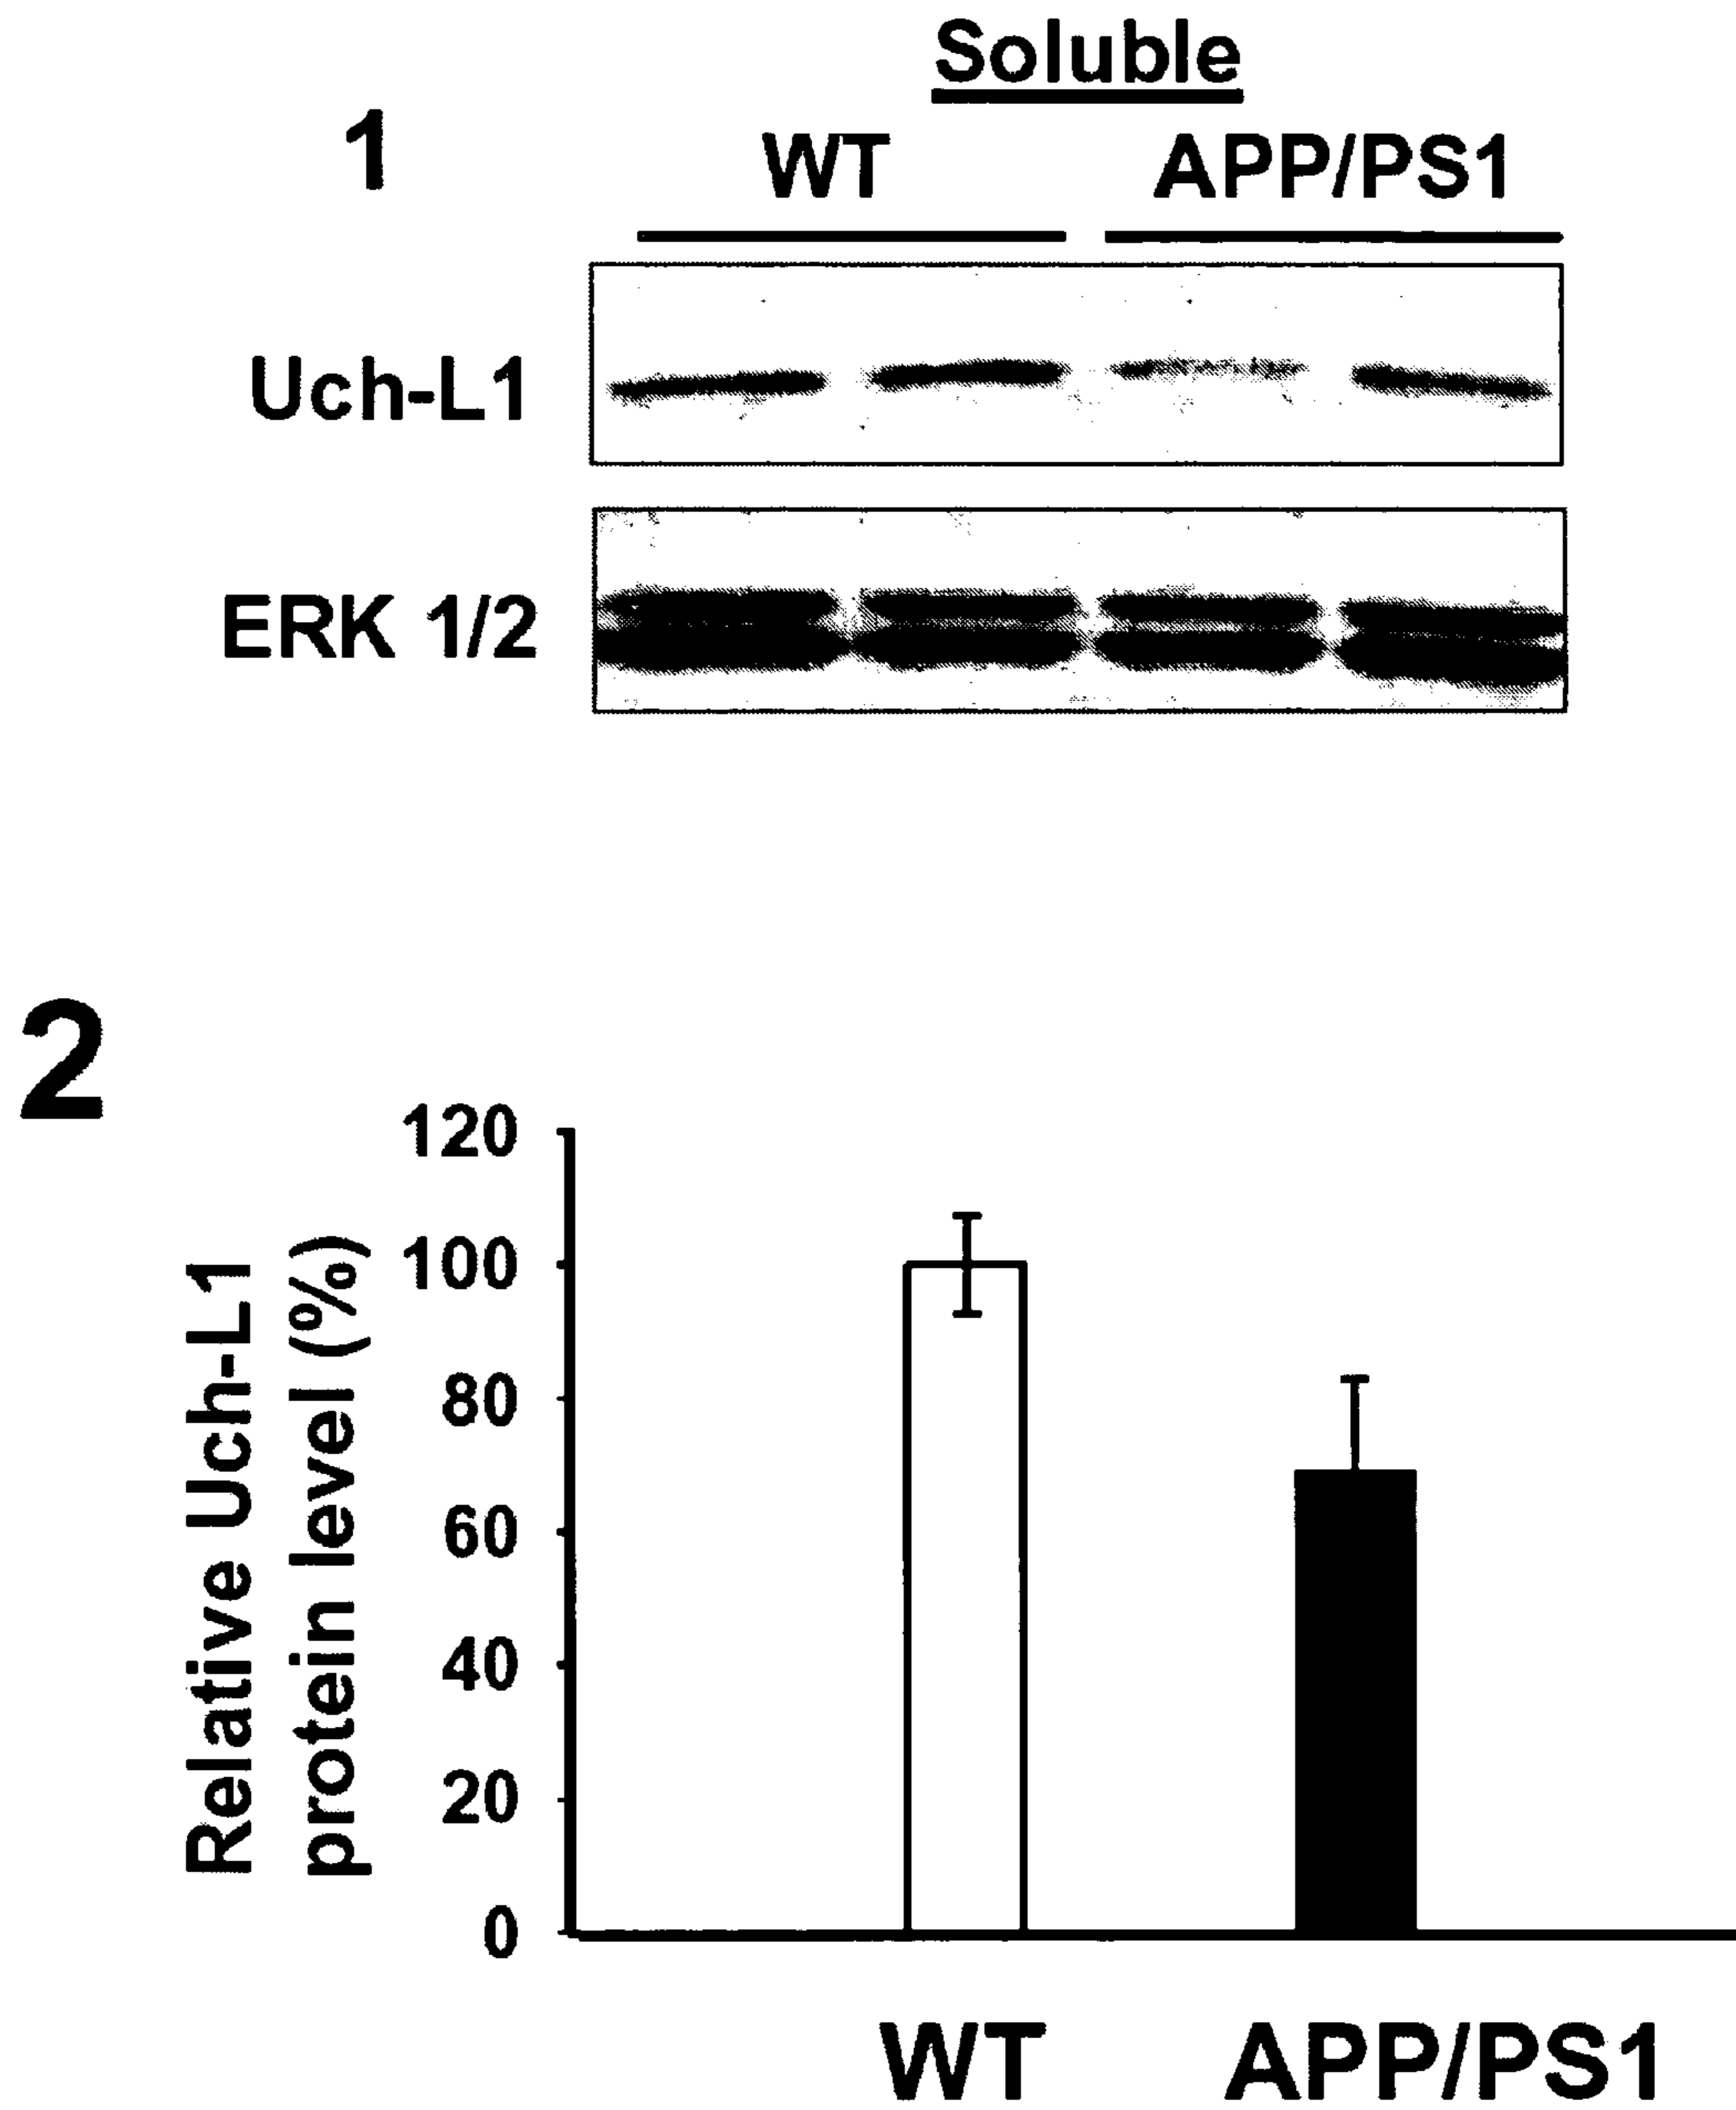 Soluble
1
WT APP/PS1
Uch-L1
ERK 1/2
2
Relative Uch-L1
protein level (%)
120
100
80
60
40
20
0
WT APP/PS1